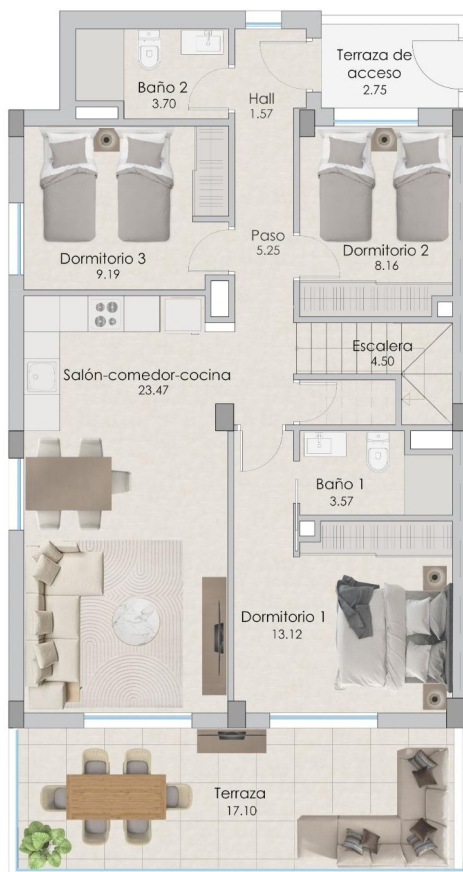 Terraza de
acceso
2.75
Baño 2
3.70
Hall
1.57
Paso
5.25
Dormitorio 3
9.19
Dormitorio 2
8.16
Escalera
4.50
Salón-comedor-cocina
23.47
Baño 1
3.57
Dormitorio 1
13.12
Terraza
17.10